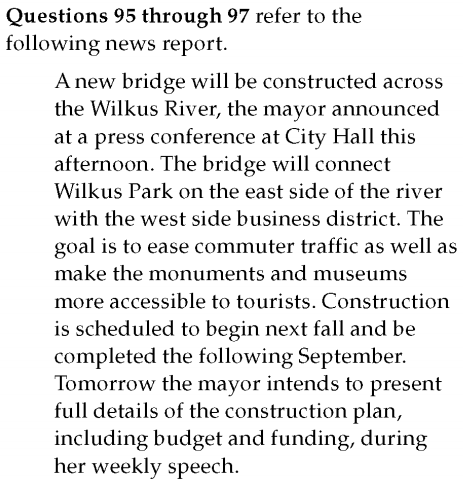 Questions 95 through 97 refer to the
following news report.
A new bridge will be constructed across
the Wilkus River, the mayor announced
at a press conference at City Hall this
afternoon. The bridge will connect
Wilkus Park on the east side of the river
with the west side business district. The
goal is to ease commuter traffic as well as
make the monuments and museums
more accessible to tourists. Construction
is scheduled to begin next fall and be
completed the following September.
Tomorrow the mayor intends to present
full details of the construction plan,
including budget and funding, during
her weekly speech.